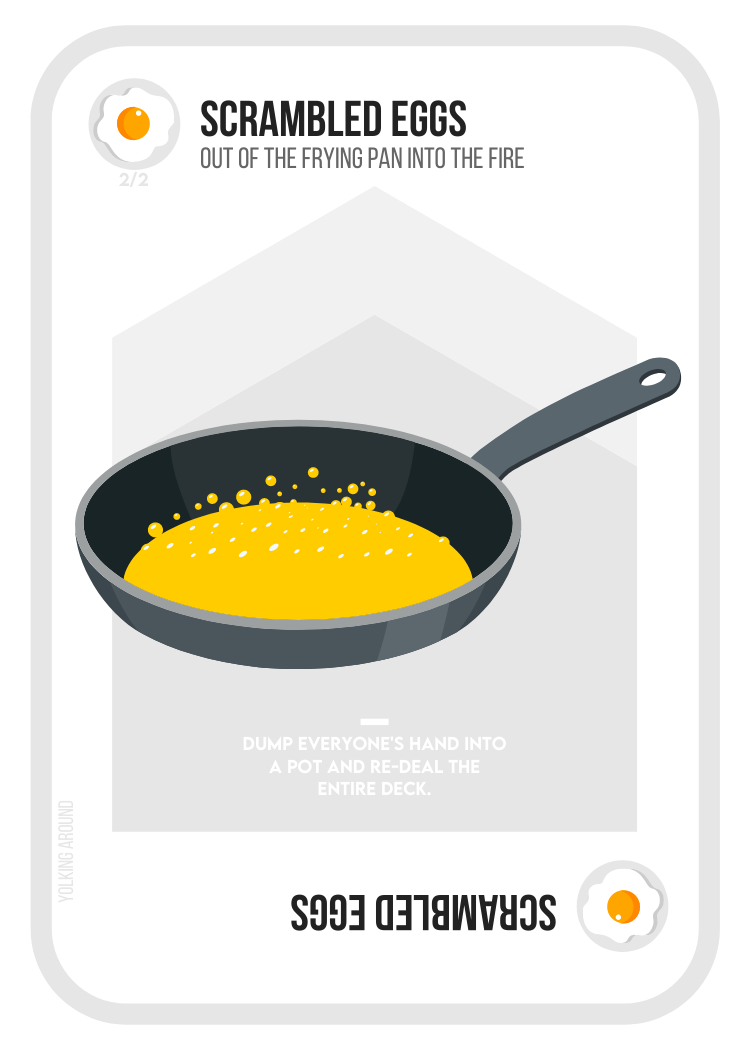 SCRAMBLED EGGS
OUT OF THE FRYING PAN INTO THE FIRE
2/2
DUMP EVERYONE'S HAND INTO
A POT AND RE-DEAL THE
ENTIRE DECK.
YOLKING AROUND
SCRAMBLED EGGS